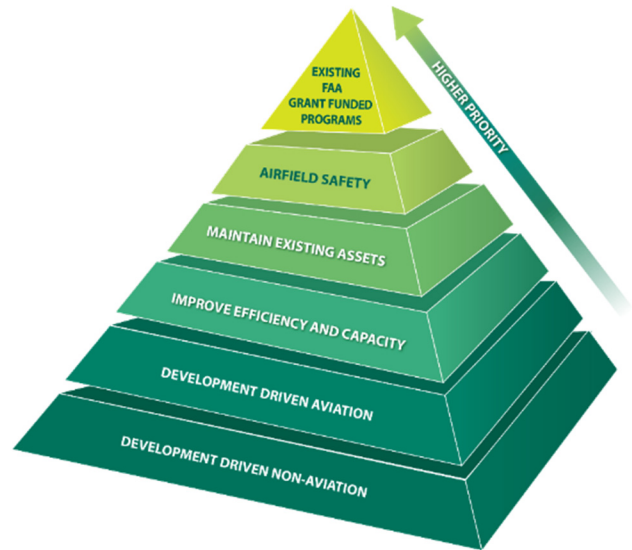 EXISTING
FAA
GRANT FUNDED
PROGRAMS
HIGHER PRIORITY
AIRFIELD SAFETY
MAINTAIN EXISTING ASSETS
IMPROVE EFFICIENCY AND CAPACITY
DEVELOPMENT DRIVEN AVIATION
DEVELOPMENT DRIVEN NON-AVIATION